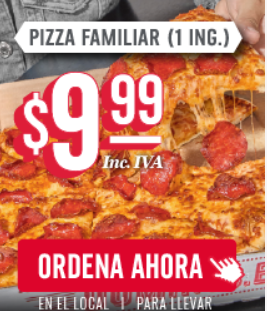 PIZZA FAMILIAR (1 ING.)
$9.99
Inc. IVA
ORDENA AHORA
EN EL LOCAL | PARA LLEVAR